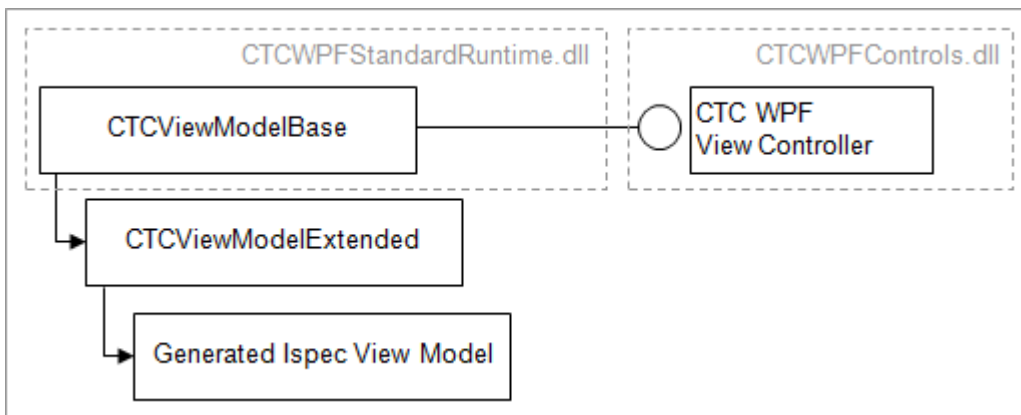 CTCWPFStandardRuntime.dll
CTCWPFControls.dll
CTCViewModelBase
CTC WPF
View Controller
CTCViewModelExtended
Generated Ispec View Model